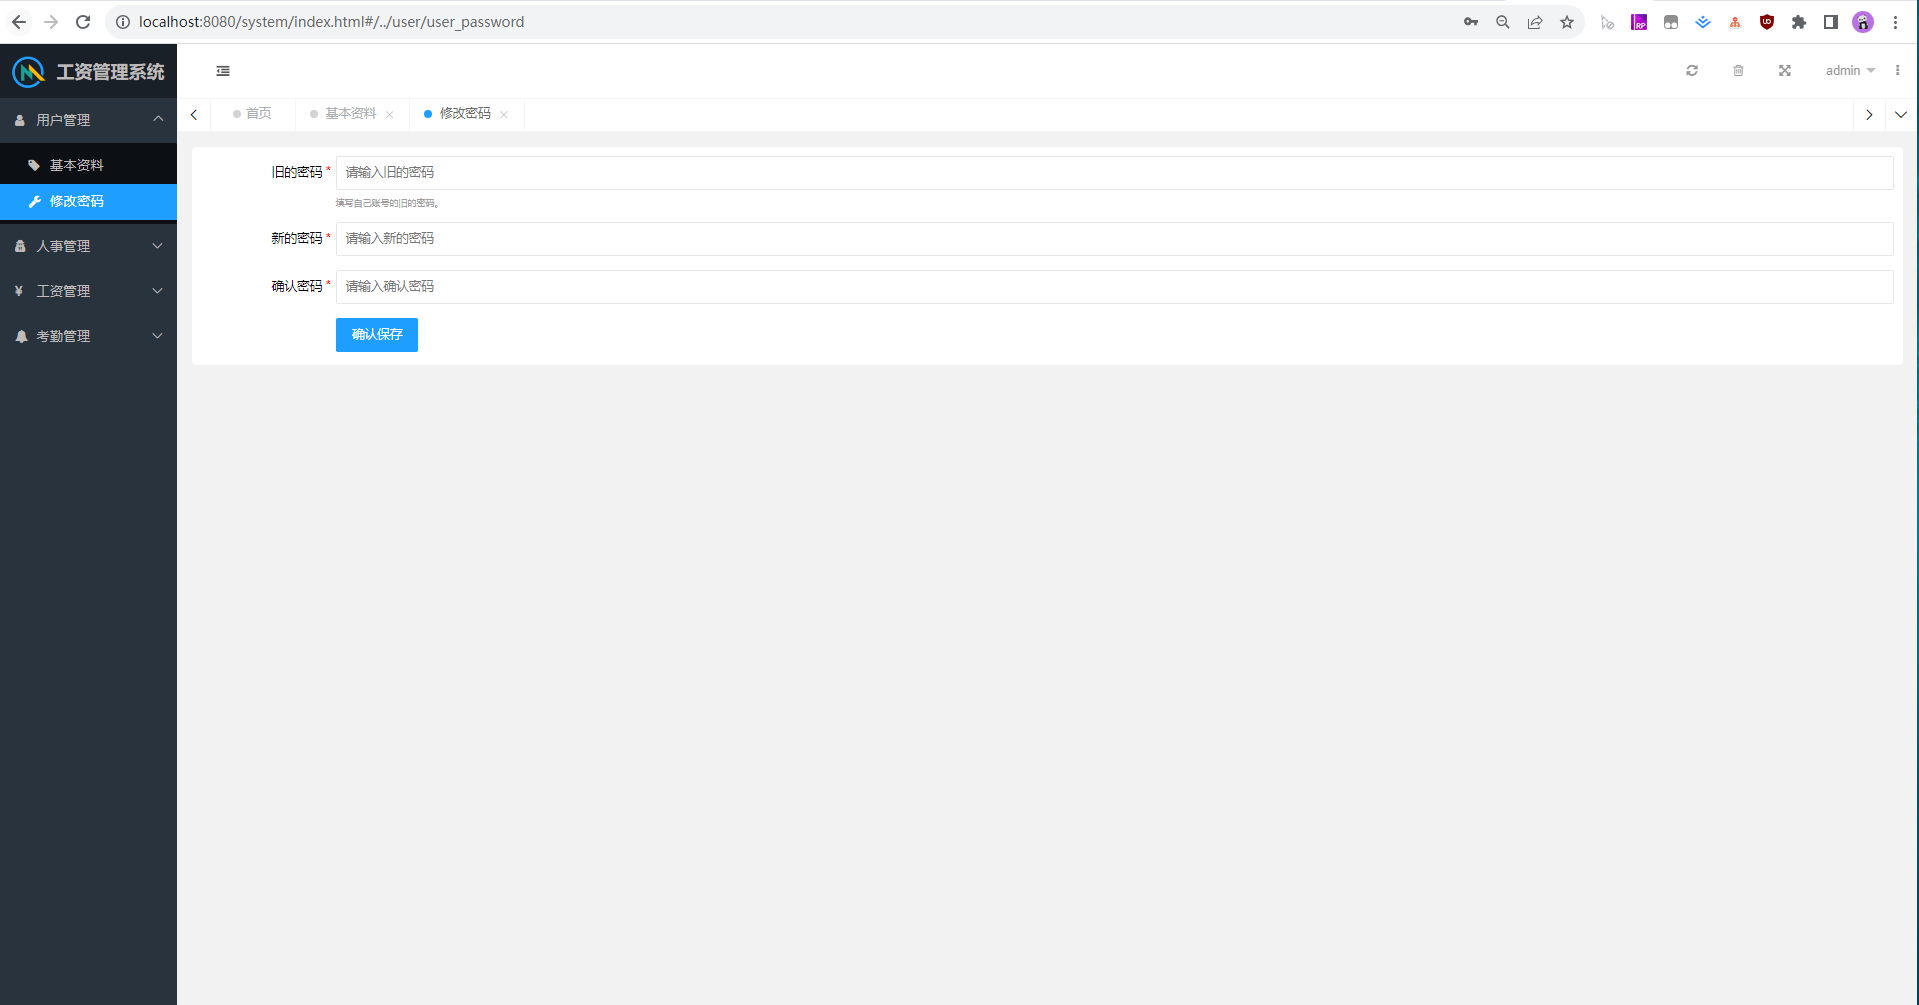 localhost:8080/system/index.html#/../user/user_password
工资管理系统
admin
用户管理
基本资料
修改密码
人事管理
¥ 工资管理
考勤管理
首页
基本资料
修改密码
旧的密码 * 请输入旧的密码
填写自己账号的旧的密码。
新的密码 * 请输入新的密码
确认密码 * 请输入确认密码
确认保存